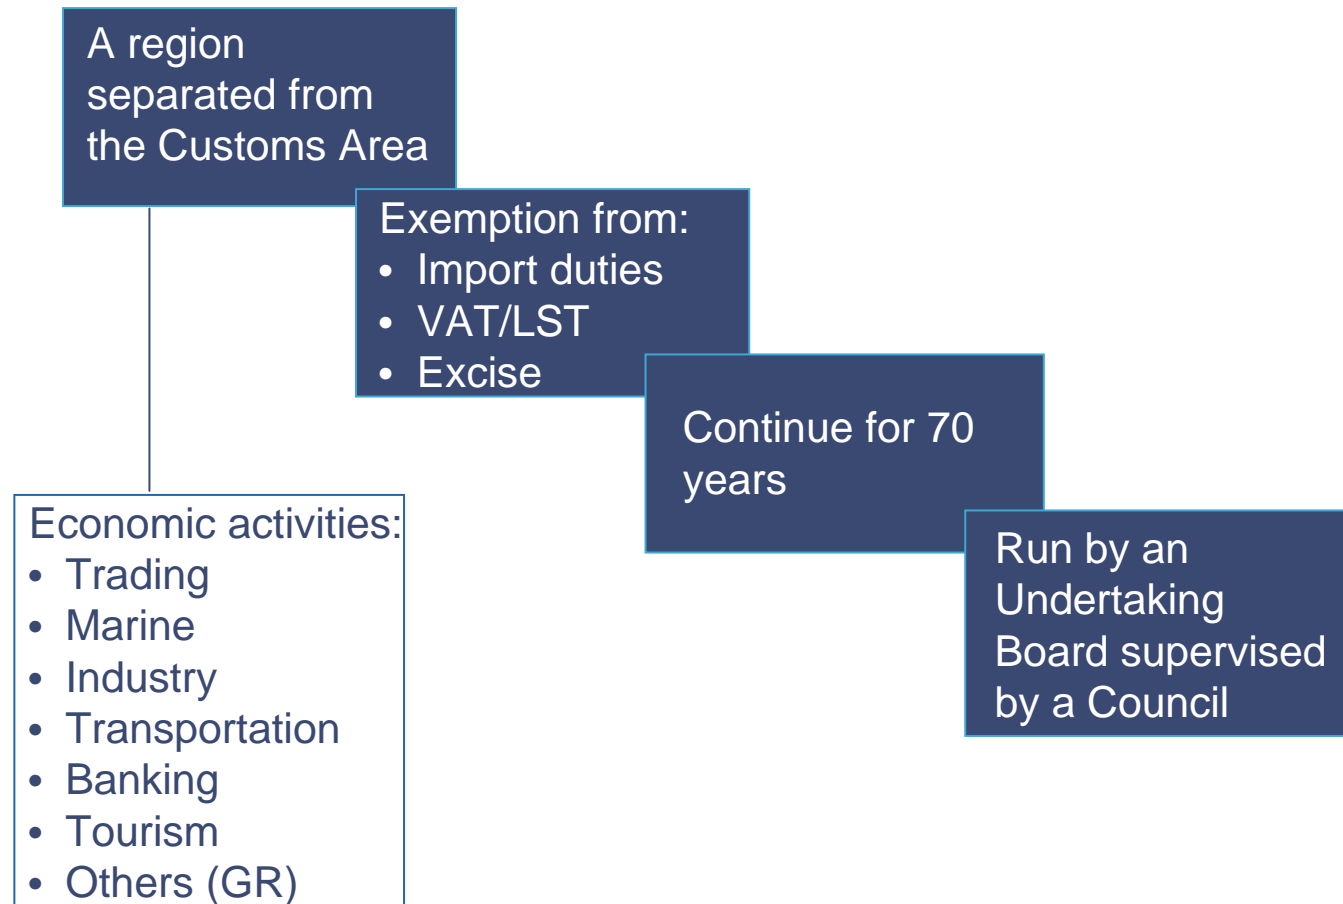 A region
separated from
the Customs Area
Exemption from:
• Import duties
• VAT/LST
• Excise
Continue for 70
years
Run by an
Undertaking
Board supervised
by a Council
Economic activities:
• Trading
• Marine
• Industry
• Transportation
• Banking
• Tourism
• Others (GR)